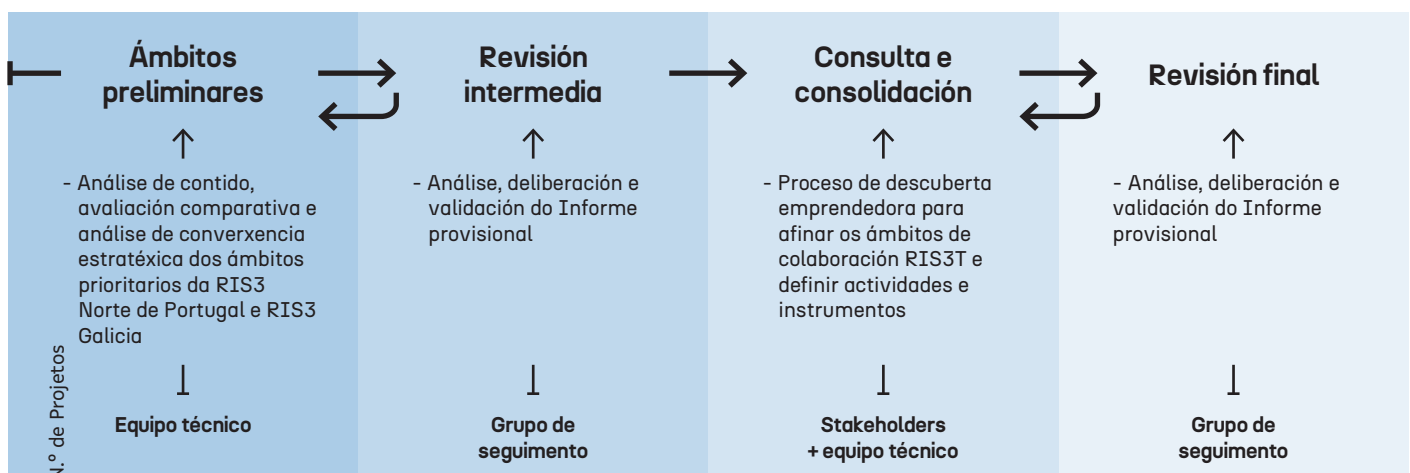 Ámbitos
preliminares
- Análise de contido,
avaliación comparativa e
análise de converxencia
estratéxica dos ámbitos
prioritarios da RIS3
Norte de Portugal e RIS3
Galicia
Equipo técnico
Revisión
intermedia
- Análise, deliberación e
validación do Informe
provisional
Grupo de
seguimento
Consulta e
consolidación
- Proceso de descuberta
emprendedora para
afinar os ámbitos de
colaboración RIS3T e
definir actividades e
instrumentos
Stakeholders
+ equipo técnico
Revisión final
- Análise, deliberación e
validación do Informe
provisional
Grupo de
seguimento
N.º de Projetos